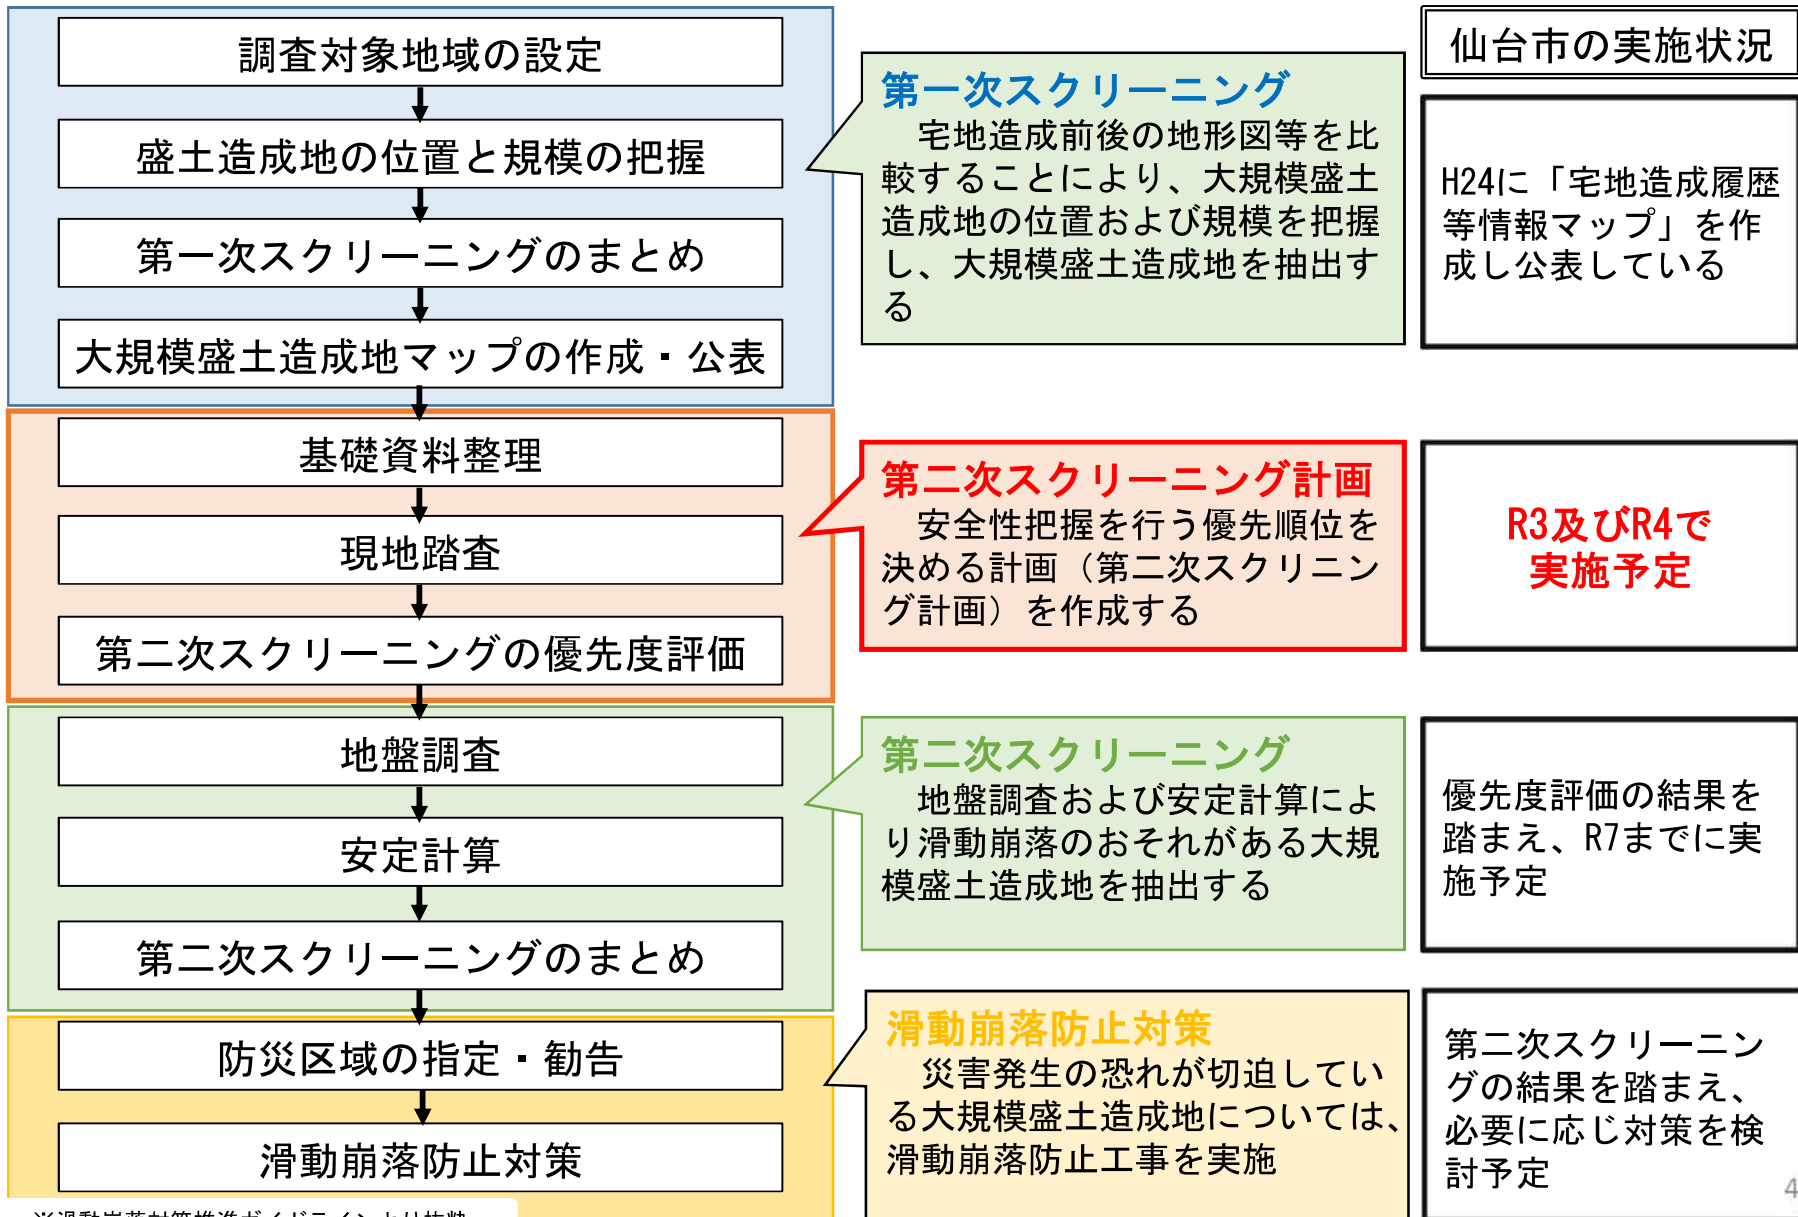 調査対象地域の設定
盛土造成地の位置と規模の把握
第一次スクリーニングのまとめ
大規模盛土造成地マップの作成・公表
基礎資料整理
現地踏査
第二次スクリーニングの優先度評価
地盤調査
安定計算
第二次スクリーニングのまとめ
防災区域の指定・勧告
滑動崩落防止対策
第一次スクリーニング
宅地造成前後の地形図等を比
較することにより、大規模盛土
造成地の位置および規模を把握
し、大規模盛土造成地を抽出す
る
第二次スクリーニング計画
安全性把握を行う優先順位を
決める計画（第二次スクリニン
グ計画）を作成する
第二次スクリーニング
地盤調査および安定計算によ
り滑動崩落のおそれがある大規
模盛土造成地を抽出する
滑動崩落防止対策
災害発生の恐れが切迫してい
る大規模盛土造成地については、
滑動崩落防止工事を実施
仙台市の実施状況
H24に「宅地造成履歴
等情報マップ」を作
成し公表している
R3及びR4で
実施予定
優先度評価の結果を
踏まえ、R7までに実
施予定
第二次スクリーニン
グの結果を踏まえ、
必要に応じ対策を検
討予定
4